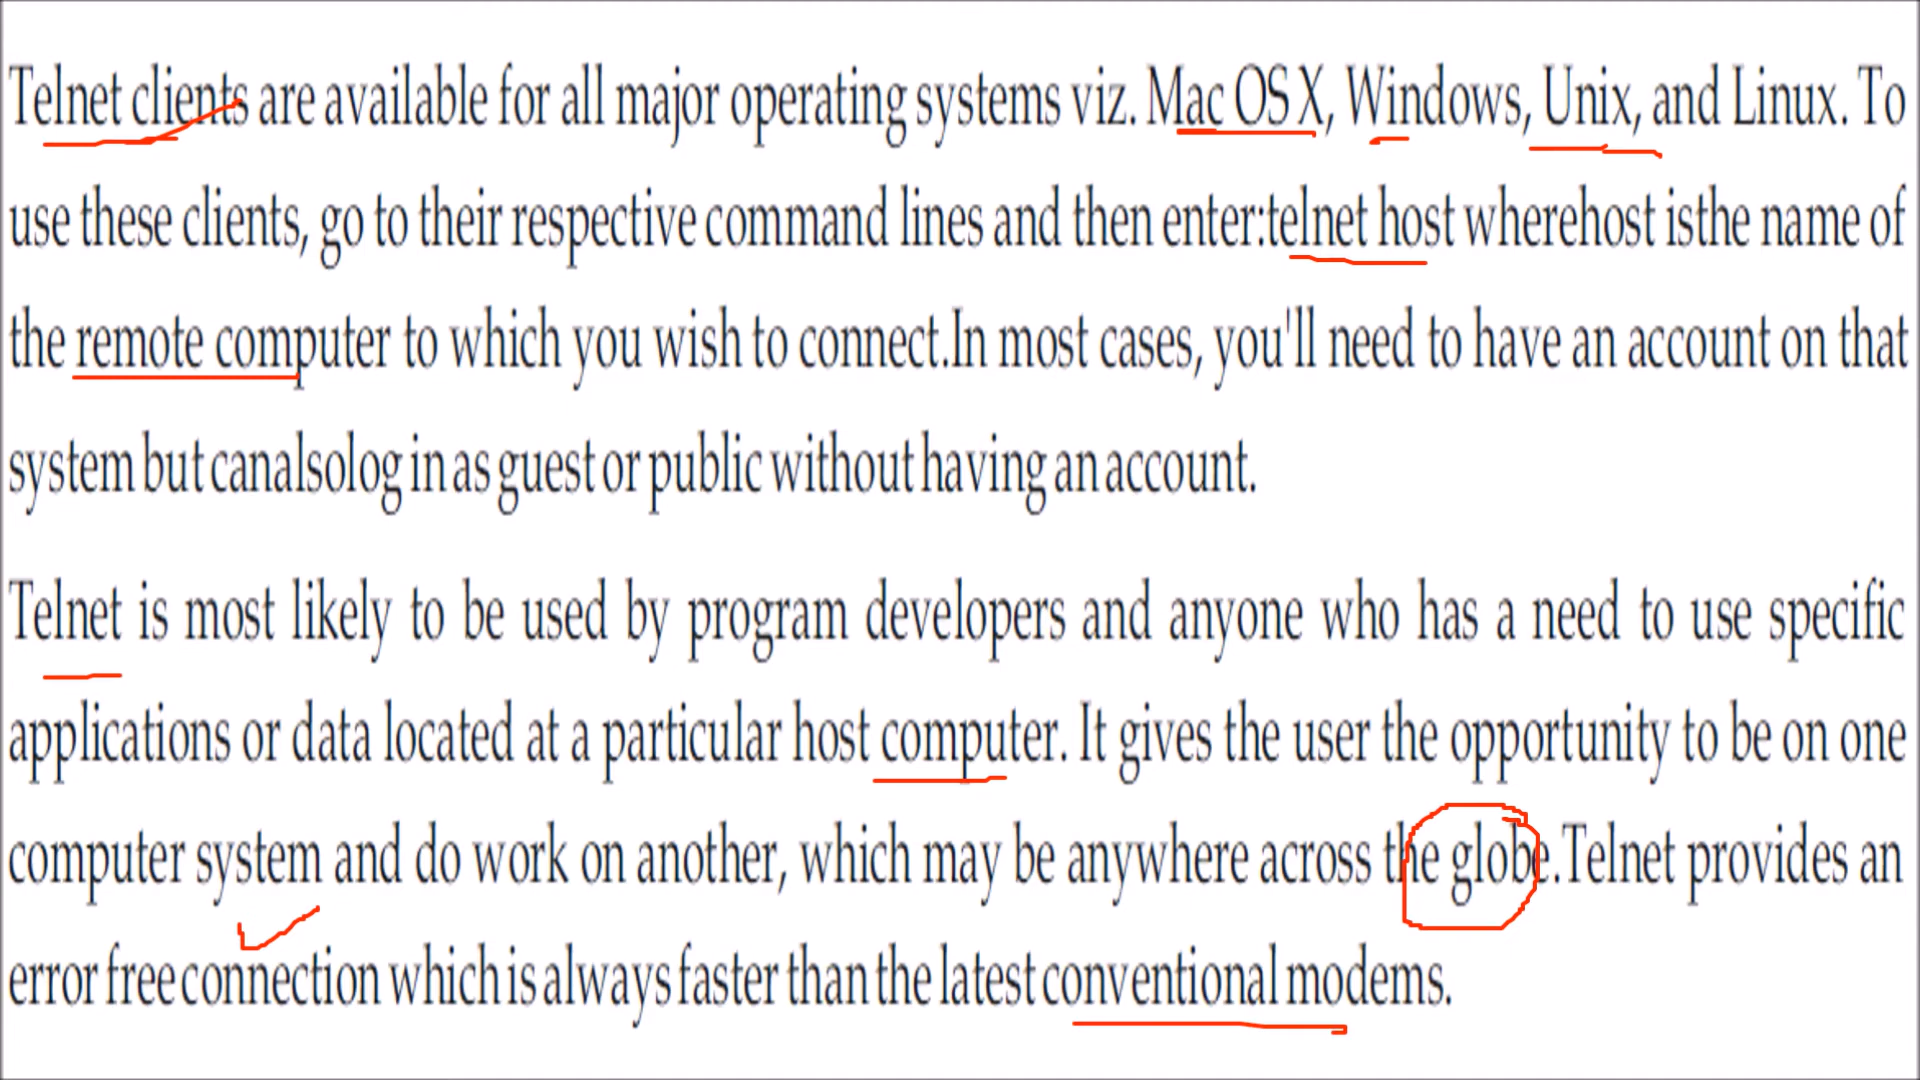 Telnet clients are available for all major operating systems viz. Mac OS X, Windows, Unix, and Linux. To
use these clients, go to their respective command lines and then enter:telnet host wherehost isthe name of
the remote computer to which you wish to connect.In most cases, you'll need to have an account on that
system but canalsolog in as guest or public without having an account.
Telnet is most likely to be used by program developers and anyone who has a need to use specific
applications or data located at a particular host computer. It gives the user the opportunity to be on one
computer system and do work on another, which may be anywhere across the globe.Telnet provides an
error free connection which is always faster than the latest conventional modems.